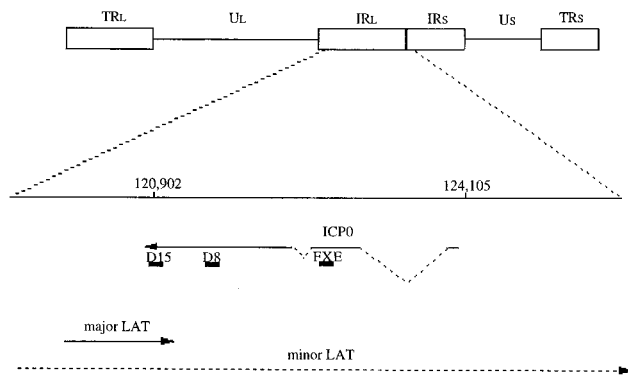 TRL UL IRL IRS US TRS
120,902 124,105
ICP0
D15 D8 FXE
major LAT
minor LAT